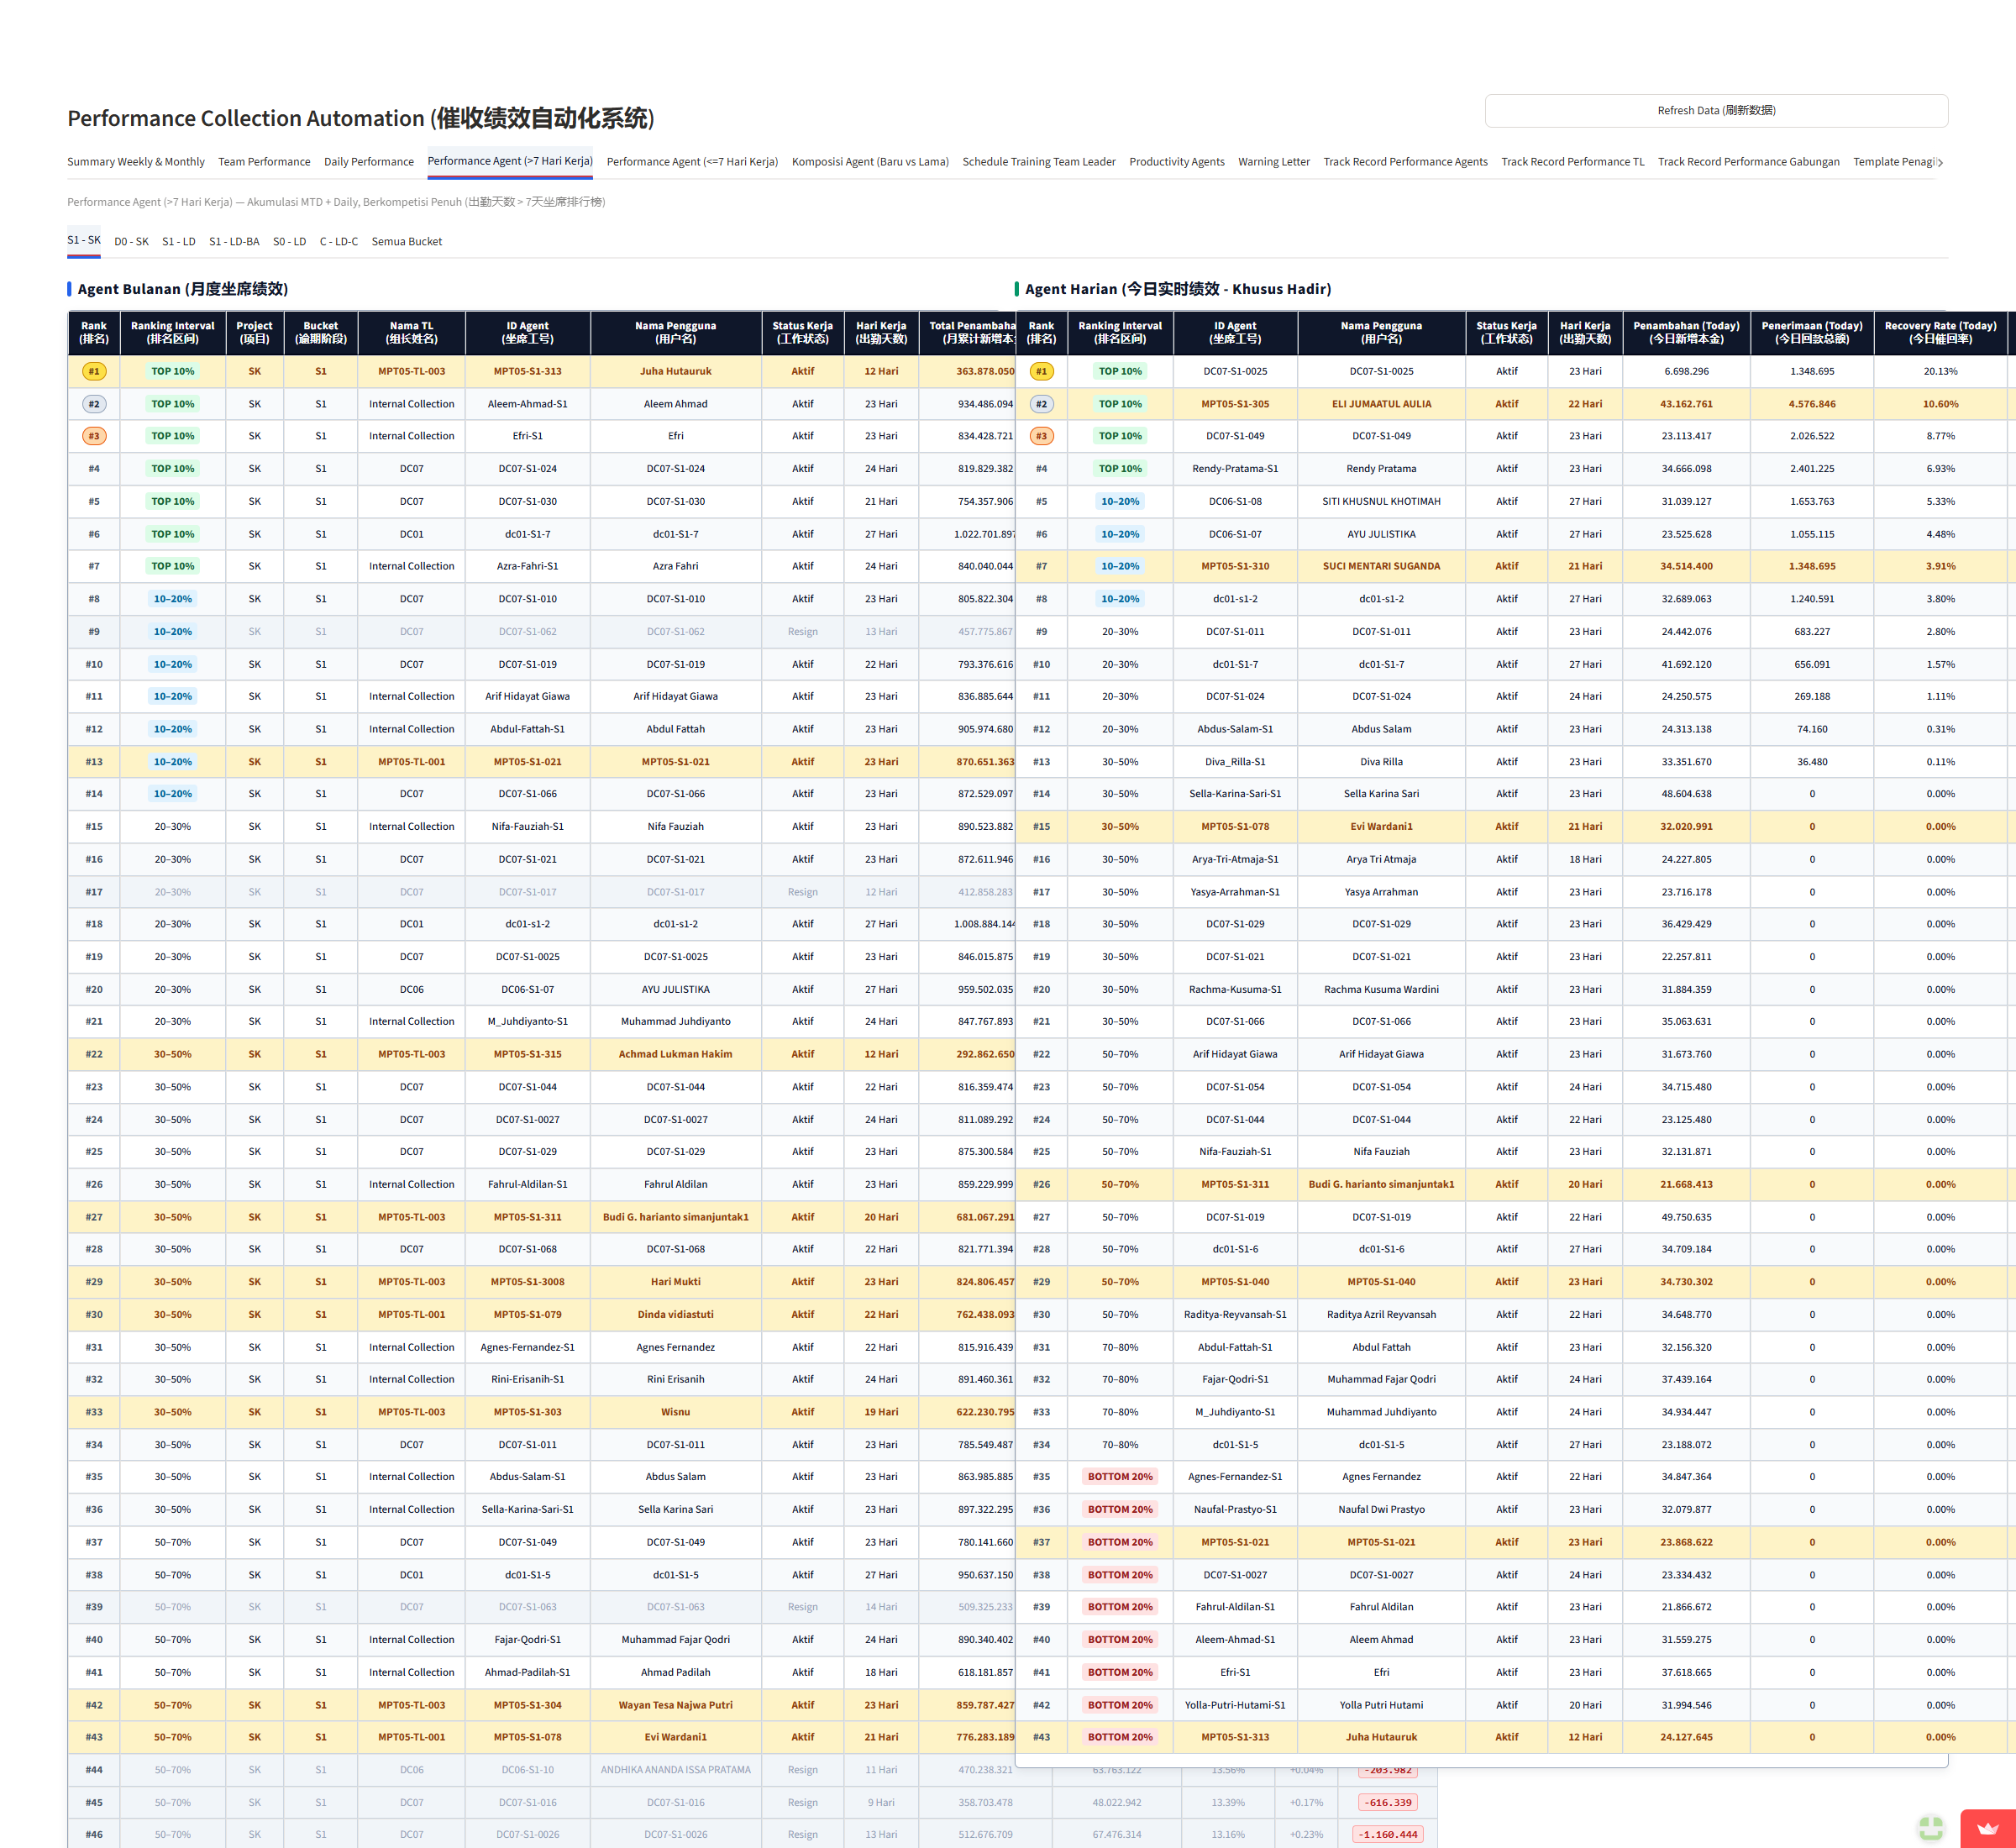 Performance Collection Automation (催收绩效自动化系统)
Refresh Data (刷新数据)
Summary Weekly & Monthly Team Performance Daily Performance Performance Agent (>7 Hari Kerja) Performance Agent (<=7 Hari Kerja) Komposisi Agent (Baru vs Lama) Schedule Training Team Leader Productivity Agents Warning Letter Track Record Performance Agents Track Record Performance TL Track Record Performance Gabungan Template
Performance Agent (>7 Hari Kerja) — Akumulasi MTD + Daily, Berkompetisi Penuh (出勤天数 > 7天坐席排行榜)
S1 - SK D0 - SK S1 - LD S1 - LD-BA S0 - LD C - LD-C Semua Bucket
Agent Bulanan (月度坐席绩效)
Rank Ranking Interval Project Bucket Nama TL ID Agent Nama Pengguna Status Kerja Hari Kerja Total
(排名) (排名区间) (项目) (逾期阶段) (组长姓名) (坐席工号) (用户名) (工作状态) (出勤天数) (月累计新增本
#1 TOP 10% SK S1 MPT05-TL-003 MPT05-S1-313 Juha Hutauruk Aktif 12 Hari 363.878.050
#2 TOP 10% SK S1 Internal Collection Aleem-Ahmad-S1 Aleem Ahmad Aktif 23 Hari 934.486.094
#3 TOP 10% SK S1 Internal Collection Efri-S1 Efri Aktif 23 Hari 834.428.721
#4 TOP 10% SK S1 DC07 DC07-S1-024 DC07-S1-024 Aktif 24 Hari 819.829.382
#5 TOP 10% SK S1 DC07 DC07-S1-030 DC07-S1-030 Aktif 21 Hari 754.357.906
#6 TOP 10% SK S1 DC01 dc01-S1-7 dc01-S1-7 Aktif 27 Hari 1.022.701.897
#7 TOP 10% SK S1 Internal Collection Azra-Fahri-S1 Azra Fahri Aktif 24 Hari 840.040.044
#8 10–20% SK S1 DC07 DC07-S1-010 DC07-S1-010 Aktif 23 Hari 805.822.304
#9 10–20% SK S1 DC07 DC07-S1-062 DC07-S1-062 Resign 13 Hari 457.775.867
#10 10–20% SK S1 DC07 DC07-S1-019 DC07-S1-019 Aktif 22 Hari 793.376.616
#11 10–20% SK S1 Internal Collection Arif Hidayat Giawa Arif Hidayat Giawa Aktif 23 Hari 836.885.644
#12 10–20% SK S1 Internal Collection Abdul-Fattah-S1 Abdul Fattah Aktif 23 Hari 905.974.680
#13 10–20% SK S1 MPT05-TL-001 MPT05-S1-021 MPT05-S1-021 Aktif 23 Hari 870.651.363
#14 10–20% SK S1 DC07 DC07-S1-066 DC07-S1-066 Aktif 23 Hari 872.529.097
#15 20–30% SK S1 Internal Collection Nifa-Fauziah-S1 Nifa Fauziah Aktif 23 Hari 890.523.882
#16 20–30% SK S1 DC07 DC07-S1-021 DC07-S1-021 Aktif 23 Hari 872.611.946
#17 20–30% SK S1 DC07 DC07-S1-017 DC07-S1-017 Resign 12 Hari 412.858.283
#18 20–30% SK S1 DC01 dc01-s1-2 dc01-s1-2 Aktif 27 Hari 1.008.884.144
#19 20–30% SK S1 DC07 DC07-S1-0025 DC07-S1-0025 Aktif 23 Hari 846.015.875
#20 20–30% SK S1 DC06 DC06-S1-07 AYU JULISTIKA Aktif 27 Hari 959.502.035
#21 20–30% SK S1 Internal Collection M_Juhdiyanto-S1 Muhammad Juhdiyanto Aktif 24 Hari 847.767.893
#22 30–50% SK S1 MPT05-TL-003 MPT05-S1-315 Achmad Lukman Hakim Aktif 12 Hari 292.862.650
#23 30–50% SK S1 DC07 DC07-S1-044 DC07-S1-044 Aktif 22 Hari 816.359.474
#24 30–50% SK S1 DC07 DC07-S1-0027 DC07-S1-0027 Aktif 24 Hari 811.089.292
#25 30–50% SK S1 DC07 DC07-S1-029 DC07-S1-029 Aktif 23 Hari 875.300.584
#26 30–50% SK S1 Internal Collection Fahrul-Aldilan-S1 Fahrul Aldilan Aktif 23 Hari 859.229.999
#27 30–50% SK S1 MPT05-TL-003 MPT05-S1-311 Budi G. harianto simanjuntak1 Aktif 20 Hari 681.067.291
#28 30–50% SK S1 DC07 DC07-S1-068 DC07-S1-068 Aktif 22 Hari 821.771.394
#29 30–50% SK S1 MPT05-TL-003 MPT05-S1-3008 Hari Mukti Aktif 23 Hari 824.806.457
#30 30–50% SK S1 MPT05-TL-001 MPT05-S1-079 Dinda vidiastuti Aktif 22 Hari 762.438.093
#31 30–50% SK S1 Internal Collection Agnes-Fernandez-S1 Agnes Fernandez Aktif 22 Hari 815.916.439
#32 30–50% SK S1 Internal Collection Rini-Erisanih-S1 Rini Erisanih Aktif 24 Hari 891.460.361
#33 30–50% SK S1 MPT05-TL-003 MPT05-S1-303 Wisnu Aktif 19 Hari 622.230.795
#34 30–50% SK S1 DC07 DC07-S1-011 DC07-S1-011 Aktif 23 Hari 785.549.487
#35 30–50% SK S1 Internal Collection Abdus-Salam-S1 Abdus Salam Aktif 23 Hari 863.985.885
#36 30–50% SK S1 Internal Collection Sella-Karina-Sari-S1 Sella Karina Sari Aktif 23 Hari 897.322.295
#37 50–70% SK S1 DC07 DC07-S1-049 DC07-S1-049 Aktif 23 Hari 780.141.660
#38 50–70% SK S1 DC01 dc01-S1-5 dc01-S1-5 Aktif 27 Hari 950.637.150
#39 50–70% SK S1 DC07 DC07-S1-063 DC07-S1-063 Resign 14 Hari 509.325.233
#40 50–70% SK S1 Internal Collection Fajar-Qodri-S1 Muhammad Fajar Qodri Aktif 24 Hari 890.340.402
#41 50–70% SK S1 Internal Collection Ahmad-Padilah-S1 Ahmad Padilah Aktif 18 Hari 618.181.857
#42 50–70% SK S1 MPT05-TL-003 MPT05-S1-304 Wayan Tesa Najwa Putri Aktif 23 Hari 859.787.427
#43 50–70% SK S1 MPT05-TL-001 MPT05-S1-078 Evi Wardani1 Aktif 21 Hari 776.283.189
#44 50–70% SK S1 DC06 DC06-S1-10 ANDHIKA ANANDA ISSA PRATAMA Resign 11 Hari 470.238.321 63.763.122 13.56% +0.04% -203.982
#45 50–70% SK S1 DC07 DC07-S1-016 DC07-S1-016 Resign 9 Hari 358.703.478 48.022.942 13.39% +0.17% -616.339
#46 50–70% SK S1 DC07 DC07-S1-0026 DC07-S1-0026 Resign 13 Hari 512.676.709 67.476.314 13.16% +0.23% -1.160.444
Agent Harian (今日实时绩效 - Khusus Hadir)
Rank Ranking Interval ID Agent Nama Pengguna Status Kerja Hari Kerja Penambahan (Today) Penerimaan (Today) Recovery Rate (Today)
(排名) (排名区间) (坐席工号) (用户名) (工作状态) (出勤天数) (今日新增本金) (今日回款总额) (今日催回率)
#1 TOP 10% DC07-S1-0025 DC07-S1-0025 Aktif 23 Hari 6.698.296 1.348.695 20.13%
#2 TOP 10% MPT05-S1-305 ELI JUMAATUL AULIA Aktif 22 Hari 43.162.761 4.576.846 10.60%
#3 TOP 10% DC07-S1-049 DC07-S1-049 Aktif 23 Hari 23.113.417 2.026.522 8.77%
#4 TOP 10% Rendy-Pratama-S1 Rendy Pratama Aktif 23 Hari 34.666.098 2.401.225 6.93%
#5 10–20% DC06-S1-08 SITI KHUSNUL KHOTIMAH Aktif 27 Hari 31.039.127 1.653.763 5.33%
#6 10–20% DC06-S1-07 AYU JULISTIKA Aktif 27 Hari 23.525.628 1.055.115 4.48%
#7 10–20% MPT05-S1-310 SUCI MENTARI SUGANDA Aktif 21 Hari 34.514.400 1.348.695 3.91%
#8 10–20% dc01-s1-2 dc01-s1-2 Aktif 27 Hari 32.689.063 1.240.591 3.80%
#9 20–30% DC07-S1-011 DC07-S1-011 Aktif 23 Hari 24.442.076 683.227 2.80%
#10 20–30% dc01-s1-7 dc01-s1-7 Aktif 27 Hari 41.692.120 656.091 1.57%
#11 20–30% DC07-S1-024 DC07-S1-024 Aktif 24 Hari 24.250.575 269.188 1.11%
#12 20–30% Abdus-Salam-S1 Abdus Salam Aktif 23 Hari 24.313.138 74.160 0.31%
#13 30–50% Diva_Rilla-S1 Diva Rilla Aktif 23 Hari 33.351.670 36.480 0.11%
#14 30–50% Sella-Karina-Sari-S1 Sella Karina Sari Aktif 23 Hari 48.604.638 0 0.00%
#15 30–50% MPT05-S1-078 Evi Wardani1 Aktif 21 Hari 32.020.991 0 0.00%
#16 30–50% Arya-Tri-Atmaja-S1 Arya Tri Atmaja Aktif 18 Hari 24.227.805 0 0.00%
#17 30–50% Yasya-Arrahman-S1 Yasya Arrahman Aktif 23 Hari 23.716.178 0 0.00%
#18 30–50% DC07-S1-029 DC07-S1-029 Aktif 23 Hari 36.429.429 0 0.00%
#19 30–50% DC07-S1-021 DC07-S1-021 Aktif 23 Hari 22.257.811 0 0.00%
#20 30–50% Rachma-Kusuma-S1 Rachma Kusuma Wardini Aktif 23 Hari 31.884.359 0 0.00%
#21 30–50% DC07-S1-066 DC07-S1-066 Aktif 23 Hari 35.063.631 0 0.00%
#22 50–70% Arif Hidayat Giawa Arif Hidayat Giawa Aktif 23 Hari 31.673.760 0 0.00%
#23 50–70% DC07-S1-054 DC07-S1-054 Aktif 24 Hari 34.715.480 0 0.00%
#24 50–70% DC07-S1-044 DC07-S1-044 Aktif 22 Hari 23.125.480 0 0.00%
#25 50–70% Nifa-Fauziah-S1 Nifa Fauziah Aktif 23 Hari 32.131.871 0 0.00%
#26 50–70% MPT05-S1-311 Budi G. harianto simanjuntak1 Aktif 20 Hari 21.668.413 0 0.00%
#27 50–70% DC07-S1-019 DC07-S1-019 Aktif 22 Hari 49.750.635 0 0.00%
#28 50–70% dc01-S1-6 dc01-S1-6 Aktif 27 Hari 34.709.184 0 0.00%
#29 50–70% MPT05-S1-040 MPT05-S1-040 Aktif 23 Hari 34.730.302 0 0.00%
#30 50–70% Raditya-Reyvansah-S1 Raditya Azril Reyvansah Aktif 22 Hari 34.648.770 0 0.00%
#31 70–80% Abdul-Fattah-S1 Abdul Fattah Aktif 23 Hari 32.156.320 0 0.00%
#32 70–80% Fajar-Qodri-S1 Muhammad Fajar Qodri Aktif 24 Hari 37.439.164 0 0.00%
#33 70–80% M_Juhdiyanto-S1 Muhammad Juhdiyanto Aktif 24 Hari 34.934.447 0 0.00%
#34 70–80% dc01-S1-5 dc01-S1-5 Aktif 27 Hari 23.188.072 0 0.00%
#35 BOTTOM 20% Agnes-Fernandez-S1 Agnes Fernandez Aktif 22 Hari 34.847.364 0 0.00%
#36 BOTTOM 20% Naufal-Prastyo-S1 Naufal Dwi Prastyo Aktif 23 Hari 32.079.877 0 0.00%
#37 BOTTOM 20% MPT05-S1-021 MPT05-S1-021 Aktif 23 Hari 23.868.622 0 0.00%
#38 BOTTOM 20% DC07-S1-0027 DC07-S1-0027 Aktif 24 Hari 23.334.432 0 0.00%
#39 BOTTOM 20% Fahrul-Aldilan-S1 Fahrul Aldilan Aktif 23 Hari 21.866.672 0 0.00%
#40 BOTTOM 20% Aleem-Ahmad-S1 Aleem Ahmad Aktif 23 Hari 31.559.275 0 0.00%
#41 BOTTOM 20% Efri-S1 Efri Aktif 23 Hari 37.618.665 0 0.00%
#42 BOTTOM 20% Yolla-Putri-Hutami-S1 Yolla Putri Hutami Aktif 20 Hari 31.994.546 0 0.00%
#43 BOTTOM 20% MPT05-S1-313 Juha Hutauruk Aktif 12 Hari 24.127.645 0 0.00%